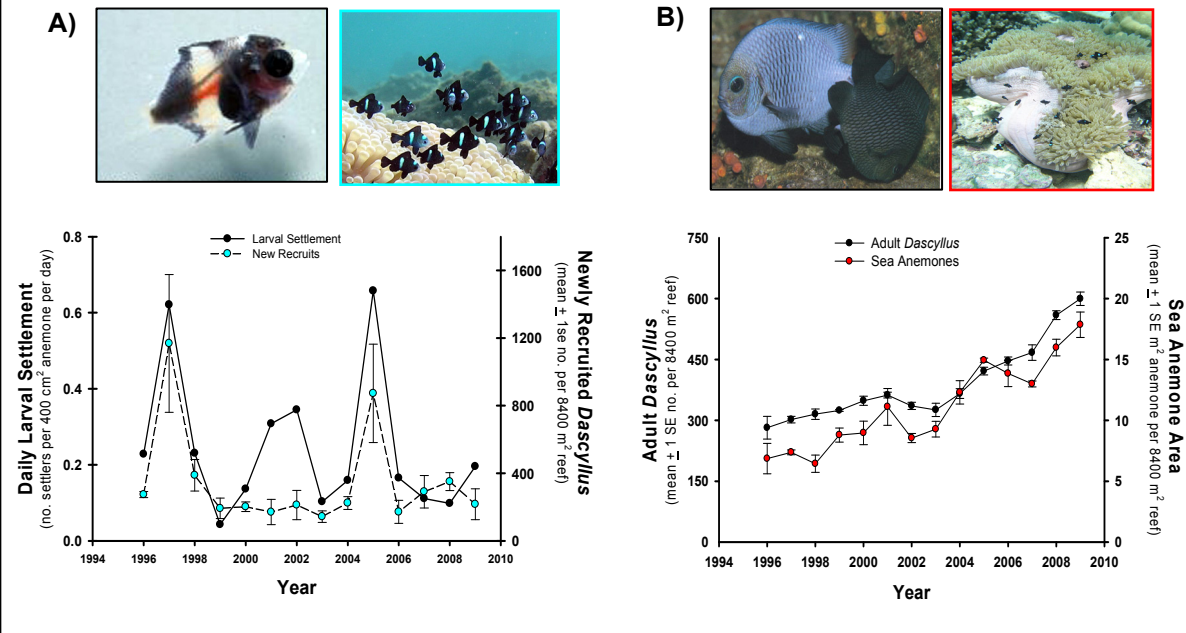 A)
B)
Larval Settlement
New Recruits
Daily Larval Settlement
(no. settlers per 400 cm² anemone per day)
0.8
0.6
0.4
0.2
0.0
1600
1200
800
400
0
Newly Recruited Dascyllus
(mean ± 1se no. per 8400 m² reef)
1994 1996 1998 2000 2002 2004 2006 2008 2010
Year
Adult Dascyllus
Sea Anemones
Adult Dascyllus
(mean ± 1 SE no. per 8400 m² reef)
750
600
450
300
150
0
25
20
15
10
5
0
Sea Anemone Area
(mean ± 1 SE m² anemone per 8400 m² reef)
1994 1996 1998 2000 2002 2004 2006 2008 2010
Year